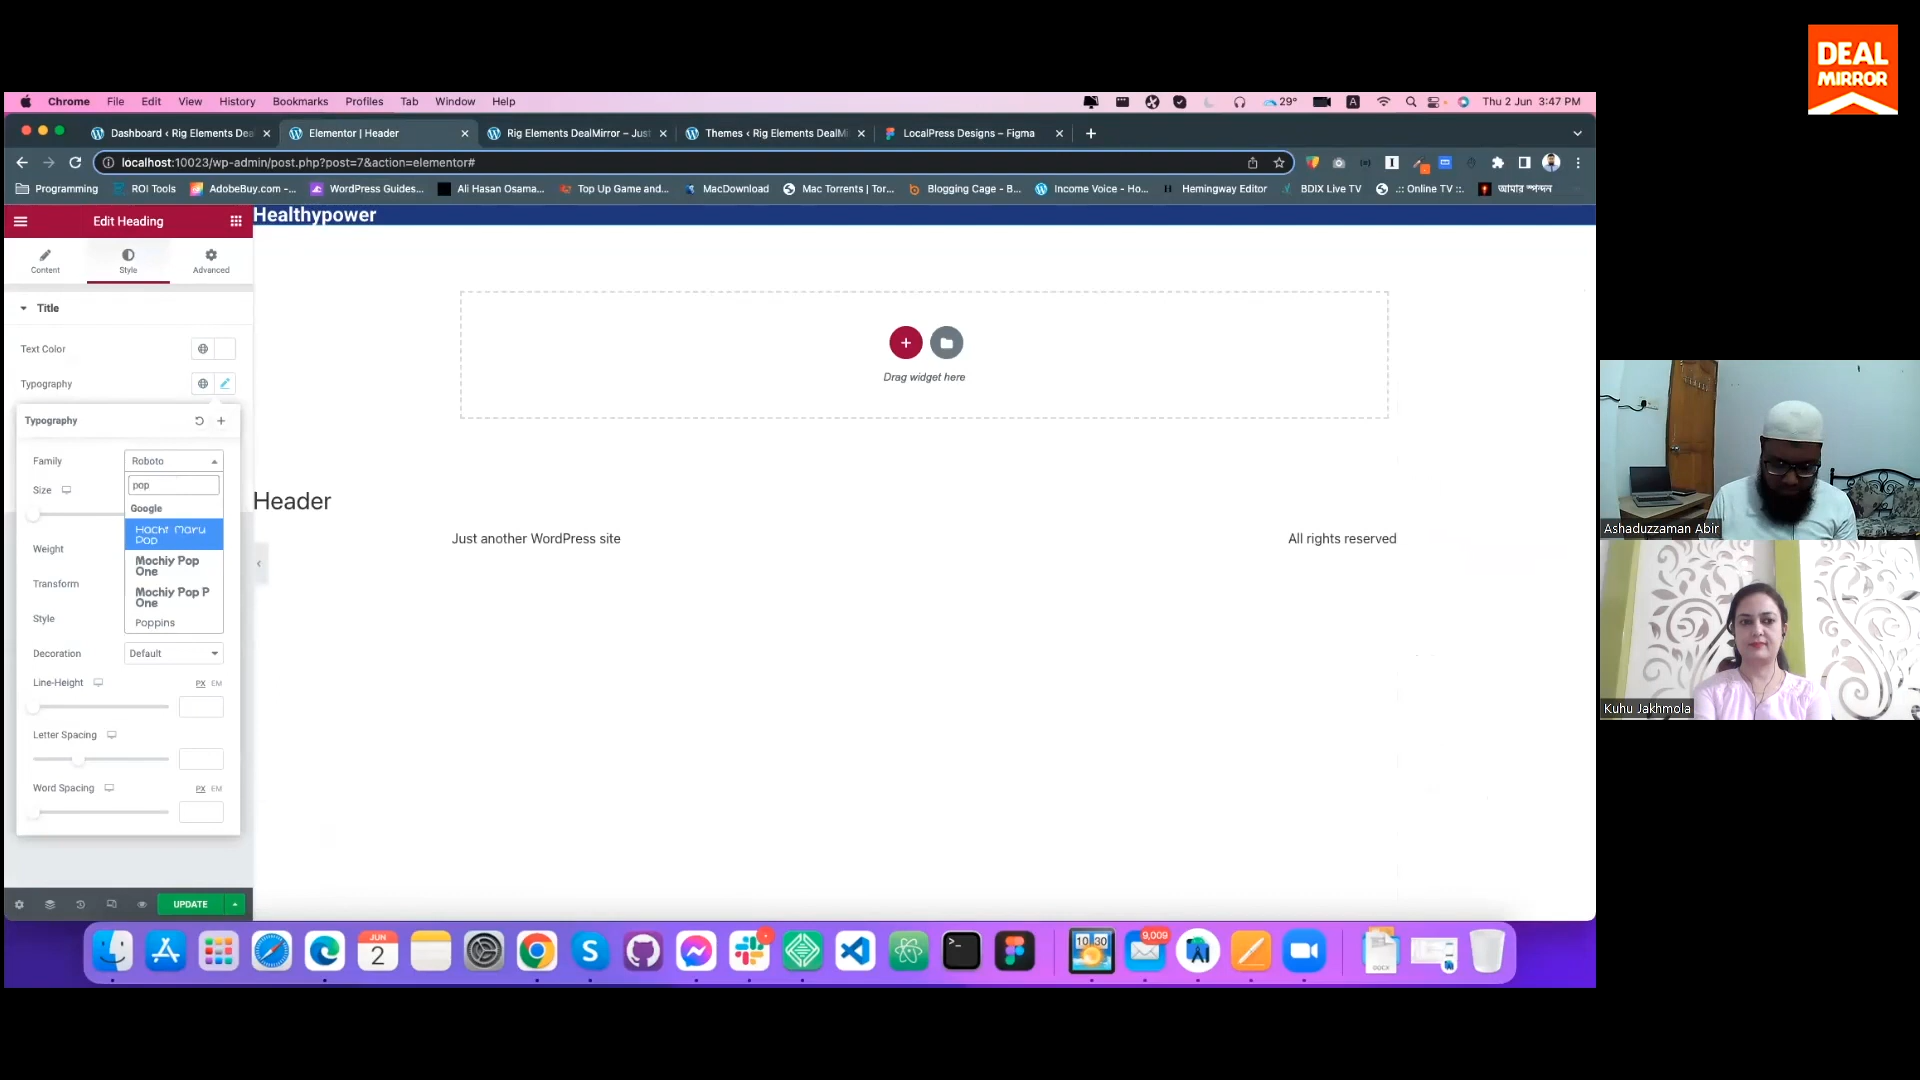 DEAL
MIRROR
Chrome File Edit View History Bookmarks Profiles Tab Window Help
29° A Thu 2 Jun 3:47 PM
Dashboard ‹ Rig Elements Dea
Elementor | Header
Rig Elements DealMirror – Just
Themes ‹ Rig Elements DealMi
LocalPress Designs – Figma
localhost:10023/wp-admin/post.php?post=7&action=elementor#
Programming
ROI Tools
AdobeBuy.com -...
WordPress Guides...
Ali Hasan Osama...
Top Up Game and...
MacDownload
Mac Torrents | Tor...
Blogging Cage - B...
Income Voice - Ho...
H Hemingway Editor
BDIX Live TV
.:: Online TV ::.
আমার স্পন্দন
Edit Heading
Healthypower
Content
Style
Advanced
Title
Text Color
Typography
Drag widget here
Typography
Family
Roboto
pop
Size
Google
Hachi Maru
Pop
Header
Just another WordPress site
All rights reserved
Weight
Mochiy Pop
One
Transform
Mochiy Pop P
One
Style
Poppins
Decoration
Default
Line-Height
PX EM
Letter Spacing
Word Spacing
PX EM
UPDATE
JUN
2
S
10 30
9,009
DOCX
Ashaduzzaman Abir
Kuhu Jakhmola